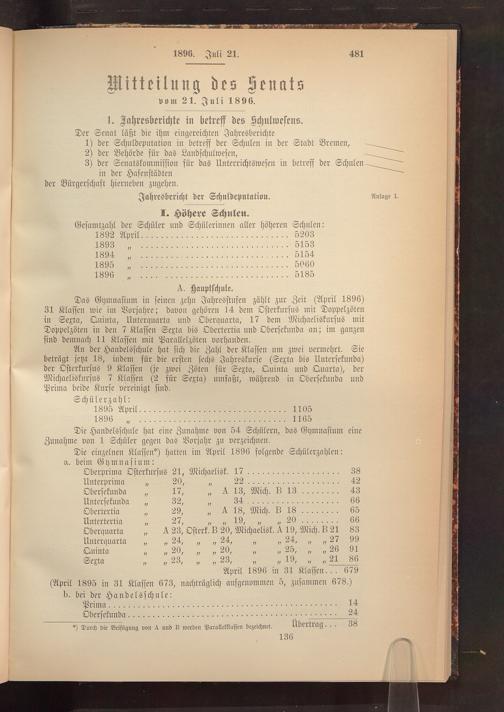 1896. Juli 21. 481
Mitteilung des Senats
vom 21. Juli 1896.
1. Jahresberichte in betreff des Schulwesens.
Der Senat läßt die ihm eingereichten Jahresberichte
1) der Schuldeputation in betreff der Schulen in der Stadt Bremen,
2) der Behörde für das Landschulwesen,
3) der Senatskommission für das Unterrichtswesen in betreff der Schulen
in den Hafenstädten
der Bürgerschaft hierneben zugehen.
Jahresbericht der Schuldeputation. Anlage 1.
I. Höhere Schulen.
Gesamtzahl der Schüler und Schülerinnen aller höheren Schulen:
1892 April . . . . . 5203
1893 „ . . . . . 5153
1894 „ . . . . . 5154
1895 „ . . . . . 5060
1896 „ . . . . . 5185
A. Hauptschule.
Das Gymnasium in seinen zehn Jahresstufen zählt zur Zeit (April 1896)
31 Klassen wie im Vorjahre; davon gehören 14 dem Osterkursus mit Doppelzöten
in Sexta, Quinta, Unterquarta und Oberquarta, 17 dem Michaeliskursus mit
Doppelzöten in den 7 Klassen Sexta bis Obertertia und Obersekunda an; im ganzen
sind demnach 11 Klassen mit Parallelzöten vorhanden.
An der Handelsschule hat sich die Zahl der Klassen um zwei vermehrt. Sie
beträgt jetzt 18, indem für die ersten sechs Jahreskurse (Sexta bis Untersekunda)
der Osterkursus 9 Klassen (je zwei Zöten für Sexta, Quinta und Quarta), der
Michaeliskursus 7 Klassen (2 für Sexta) umfaßt, während in Obersekunda und
Prima beide Kurse vereinigt sind.
Schülerzahl:
1895 April . . . . . 1105
1896 „ . . . . . 1165
Die Handelsschule hat eine Zunahme von 54 Schülern, das Gymnasium eine
Zunahme von 1 Schüler gegen das Vorjahr zu verzeichnen.
Die einzelnen Klassen*) hatten im April 1896 folgende Schülerzahlen:
a. beim Gymnasium:
Oberprima Osterkursus 21, Michaelisk. 17 . . . . . 38
Unterprima „ 20, „ 22 . . . . . 42
Obersekunda „ 17, „ A 13, Mich. B 13 . . . . . 43
Untersekunda „ 32, „ 34 . . . . . 66
Obertertia „ 29, „ A 18, Mich. B 18 . . . . . 65
Untertertia „ 27, „ „ 19, „ „ 20 . . . . . 66
Oberquarta „ A 23, Osterk. B 20, Michaelisk. A 19, Mich. B 21 83
Unterquarta „ „ 24, „ „ 24, „ „ 24, „ „ 27 99
Quinta „ „ 20, „ „ 20, „ „ 25, „ „ 26 91
Sexta „ „ 23, „ „ 23, „ „ 19, „ „ 21 86
April 1896 in 31 Klassen . . . 679
(April 1895 in 31 Klassen 673, nachträglich aufgenommen 5, zusammen 678.)
b. bei der Handelsschule:
Prima . . . . . 14
Obersekunda . . . . . 24
Übertrag . . . 38
*) Durch die Beifügung von A und B werden Parallelklassen bezeichnet.
136